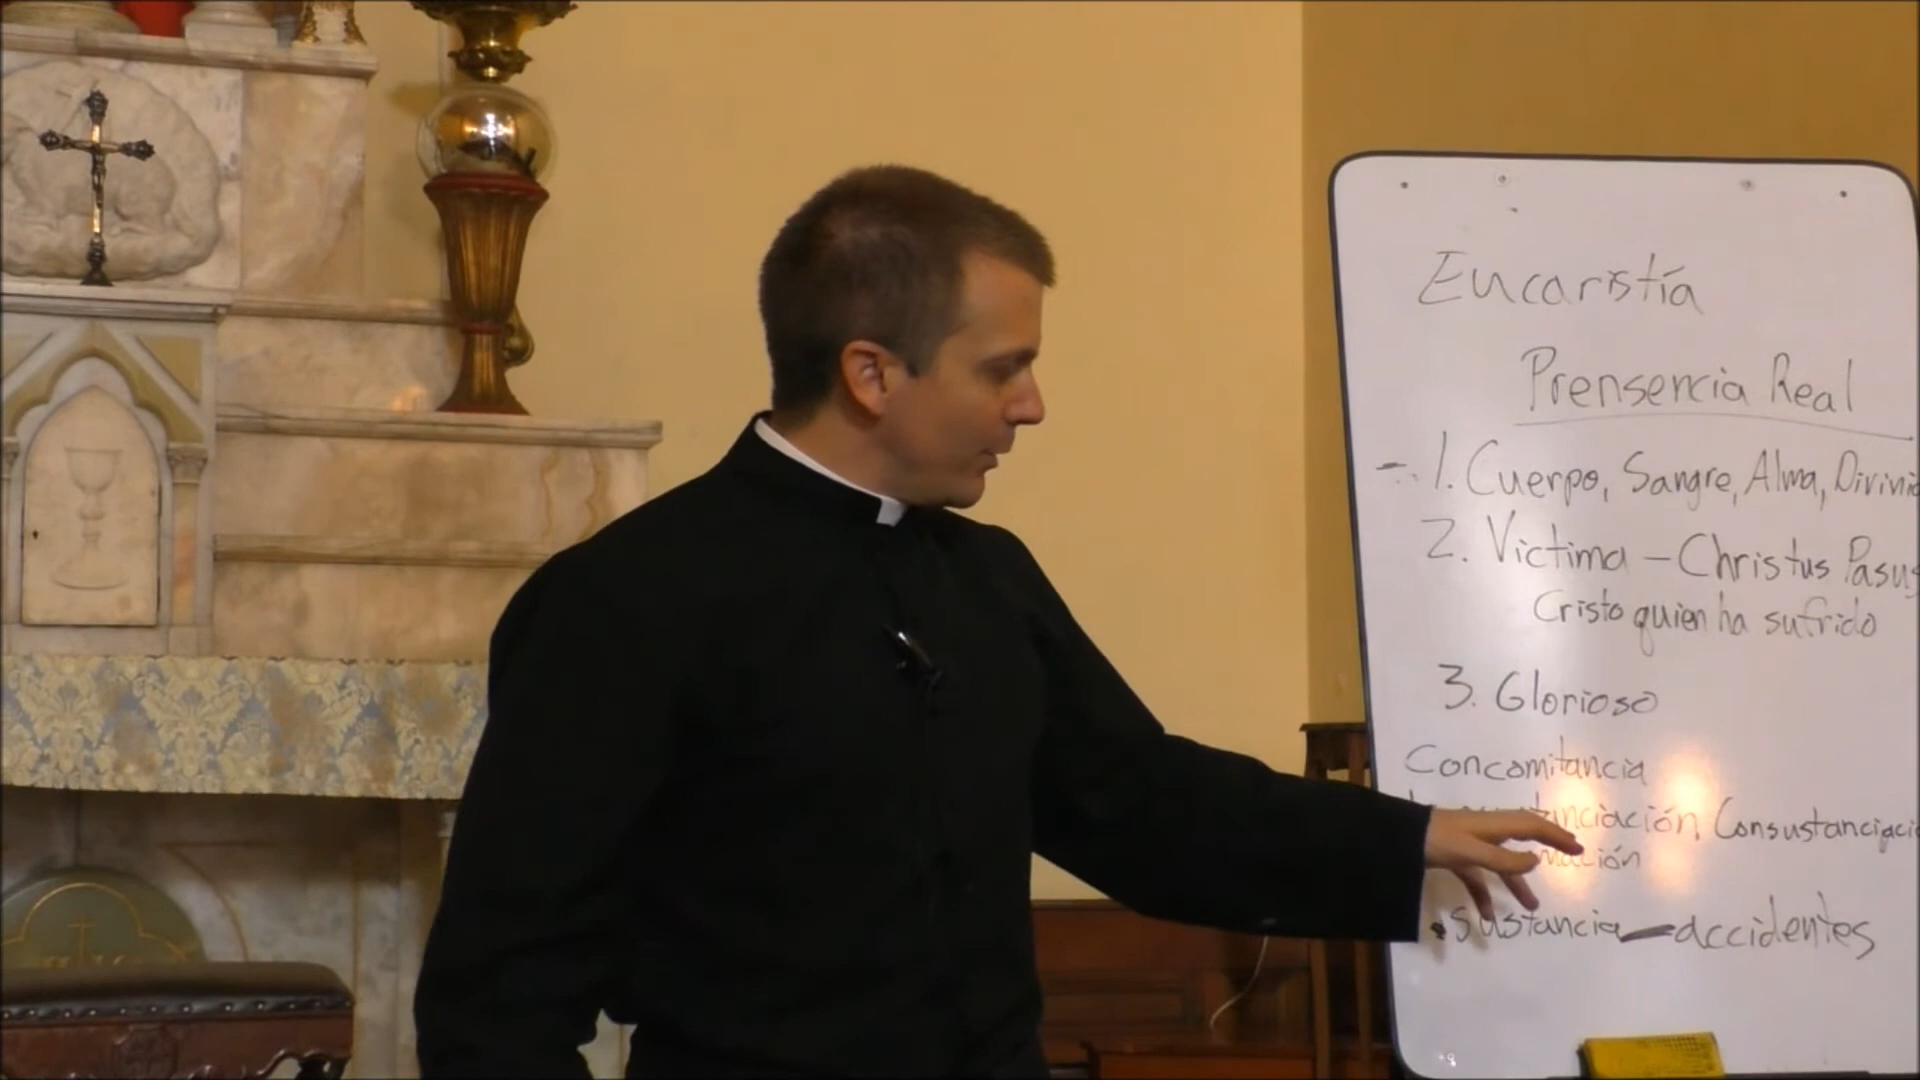 Eucaristía
Prensencia Real
1. Cuerpo, Sangre, Alma,
2. Victima - Christus
Cristo quien ha sufrido
3. Glorioso
Concomitancia
sustancia - accidentes